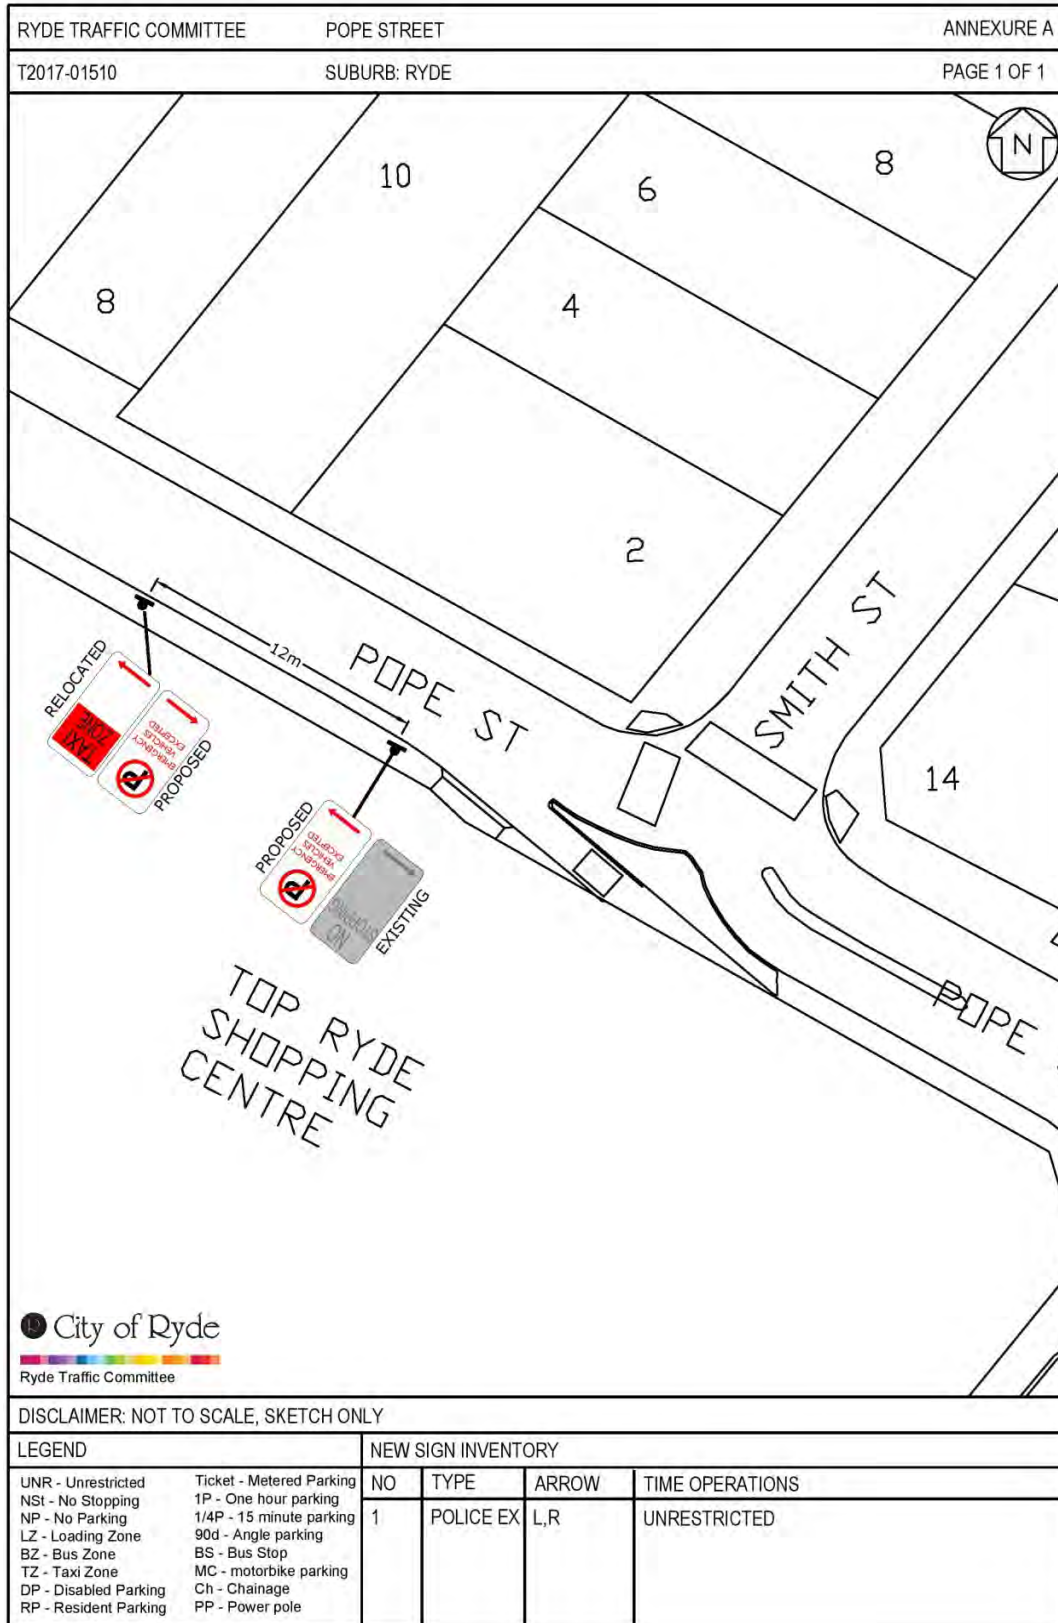 RYDE TRAFFIC COMMITTEE POPE STREET ANNEXURE A
T2017-01510 SUBURB: RYDE PAGE 1 OF 1
N
10
6
8
8
4
2
14
SMITH ST
12m
POPE ST
RELOCATED
TAXI ZONE
EMERGENCY VEHICLES EXCEPTED
P
PROPOSED
PROPOSED
EMERGENCY VEHICLES EXCEPTED
P
NO STOPPING
EXISTING
POPE
TOP RYDE
SHOPPING
CENTRE
City of Ryde
Ryde Traffic Committee
DISCLAIMER: NOT TO SCALE, SKETCH ONLY
LEGEND
UNR - Unrestricted
NSt - No Stopping
NP - No Parking
LZ - Loading Zone
BZ - Bus Zone
TZ - Taxi Zone
DP - Disabled Parking
RP - Resident Parking
Ticket - Metered Parking
1P - One hour parking
1/4P - 15 minute parking
90d - Angle parking
BS - Bus Stop
MC - motorbike parking
Ch - Chainage
PP - Power pole
NEW SIGN INVENTORY
NO TYPE ARROW TIME OPERATIONS
1 POLICE EX L,R UNRESTRICTED